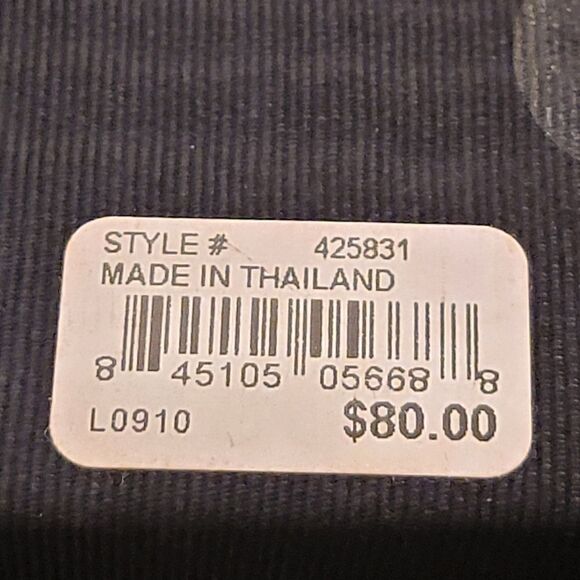 STYLE # 425831
MADE IN THAILAND
8 45105 05668 8
L0910 $80.00